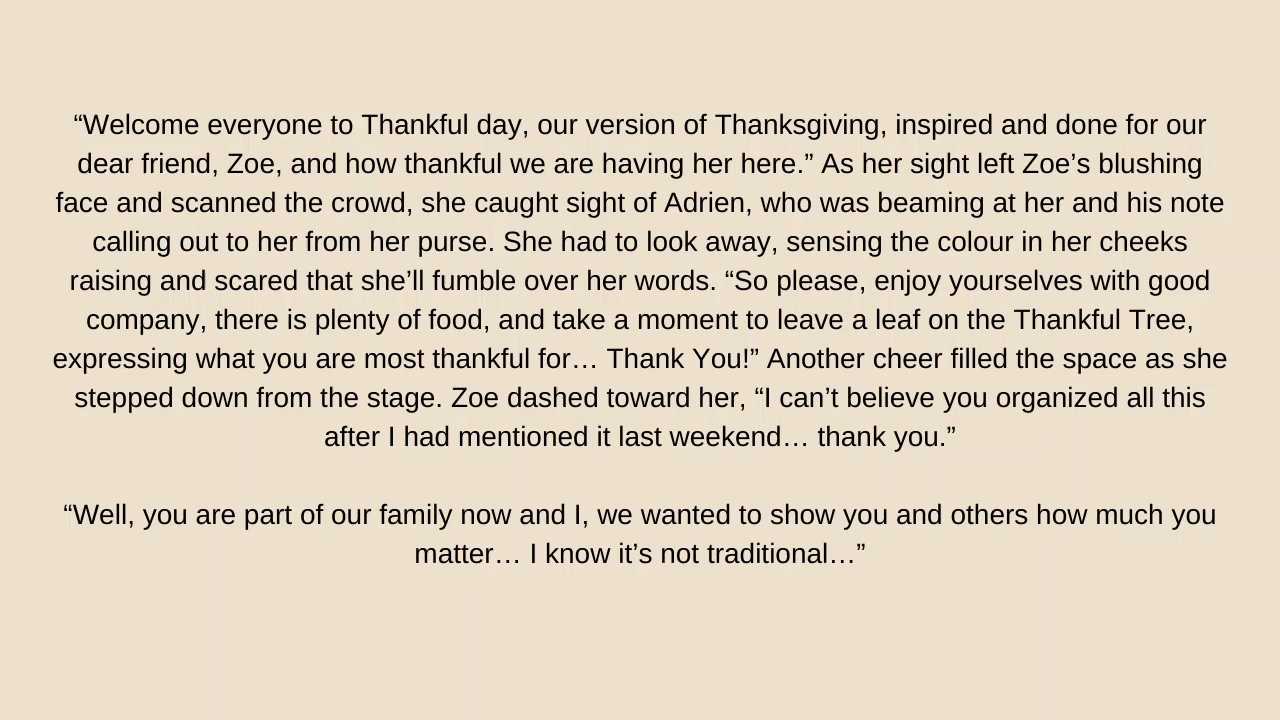 “Welcome everyone to Thankful day, our version of Thanksgiving, inspired and done for our
dear friend, Zoe, and how thankful we are having her here.” As her sight left Zoe’s blushing
face and scanned the crowd, she caught sight of Adrien, who was beaming at her and his note
calling out to her from her purse. She had to look away, sensing the colour in her cheeks
raising and scared that she’ll fumble over her words. “So please, enjoy yourselves with good
company, there is plenty of food, and take a moment to leave a leaf on the Thankful Tree,
expressing what you are most thankful for… Thank You!” Another cheer filled the space as she
stepped down from the stage. Zoe dashed toward her, “I can’t believe you organized all this
after I had mentioned it last weekend… thank you.”
“Well, you are part of our family now and I, we wanted to show you and others how much you
matter… I know it’s not traditional…”